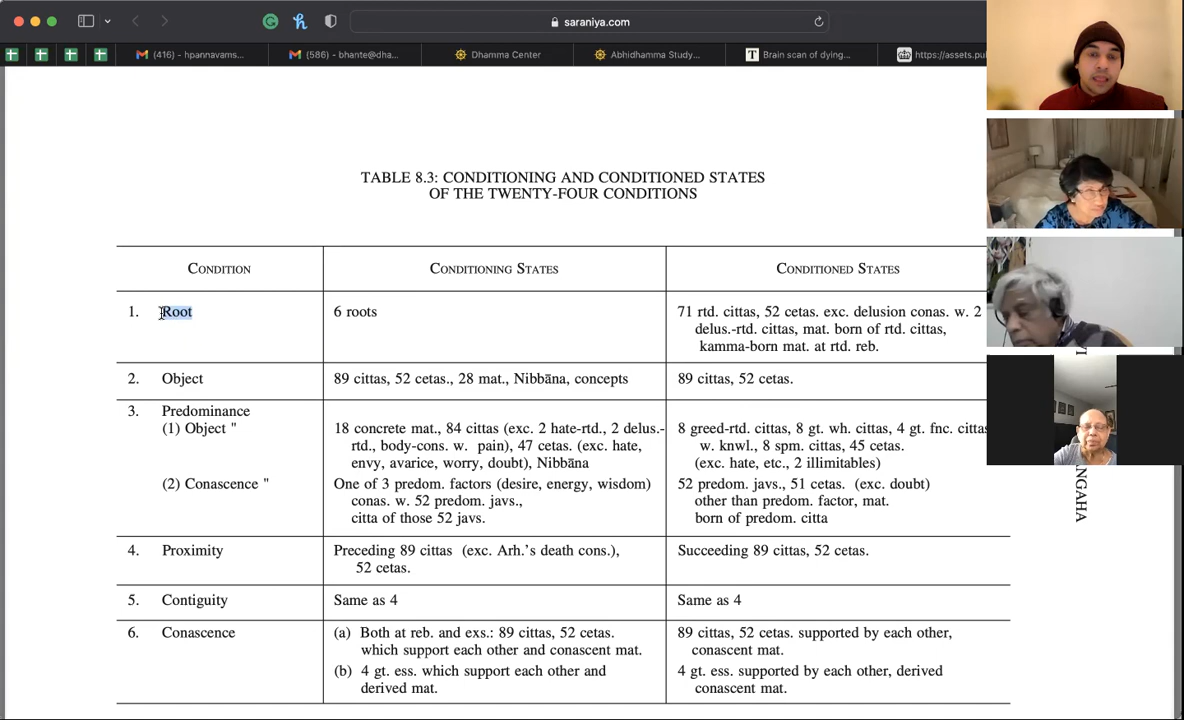 saraniya.com
(416) - hpannavams...
(586) - bhante@dha...
Dhamma Center
Abhidhamma Study...
T Brain scan of dying...
https://assets.pu
TABLE 8.3: CONDITIONING AND CONDITIONED STATES
OF THE TWENTY-FOUR CONDITIONS
CONDITION
CONDITIONING STATES
CONDITIONED STATES
1. Root
6 roots
71 rtd. cittas, 52 cetas. exc. delusion conas. w. 2
delus.-rtd. cittas, mat. born of rtd. cittas,
kamma-born mat. at rtd. reb.
2. Object
89 cittas, 52 cetas., 28 mat., Nibbāna, concepts
89 cittas, 52 cetas.
3. Predominance
(1) Object "
18 concrete mat., 84 cittas (exc. 2 hate-rtd., 2 delus.-
rtd., body-cons. w. pain), 47 cetas. (exc. hate,
envy, avarice, worry, doubt), Nibbāna
8 greed-rtd. cittas, 8 gt. wh. cittas, 4 gt. fnc. cittas
w. knwl., 8 spm. cittas, 45 cetas.
(exc. hate, etc., 2 illimitables)
(2) Conascence "
One of 3 predom. factors (desire, energy, wisdom)
conas. w. 52 predom. javs.,
citta of those 52 javs.
52 predom. javs., 51 cetas. (exc. doubt)
other than predom. factor, mat.
born of predom. citta
4. Proximity
Preceding 89 cittas (exc. Arh.'s death cons.),
52 cetas.
Succeeding 89 cittas, 52 cetas.
5. Contiguity
Same as 4
Same as 4
6. Conascence
(a) Both at reb. and exs.: 89 cittas, 52 cetas.
which support each other and conascent mat.
89 cittas, 52 cetas. supported by each other,
conascent mat.
(b) 4 gt. ess. which support each other and
derived mat.
4 gt. ess. supported by each other, derived
conascent mat.
NGAHA